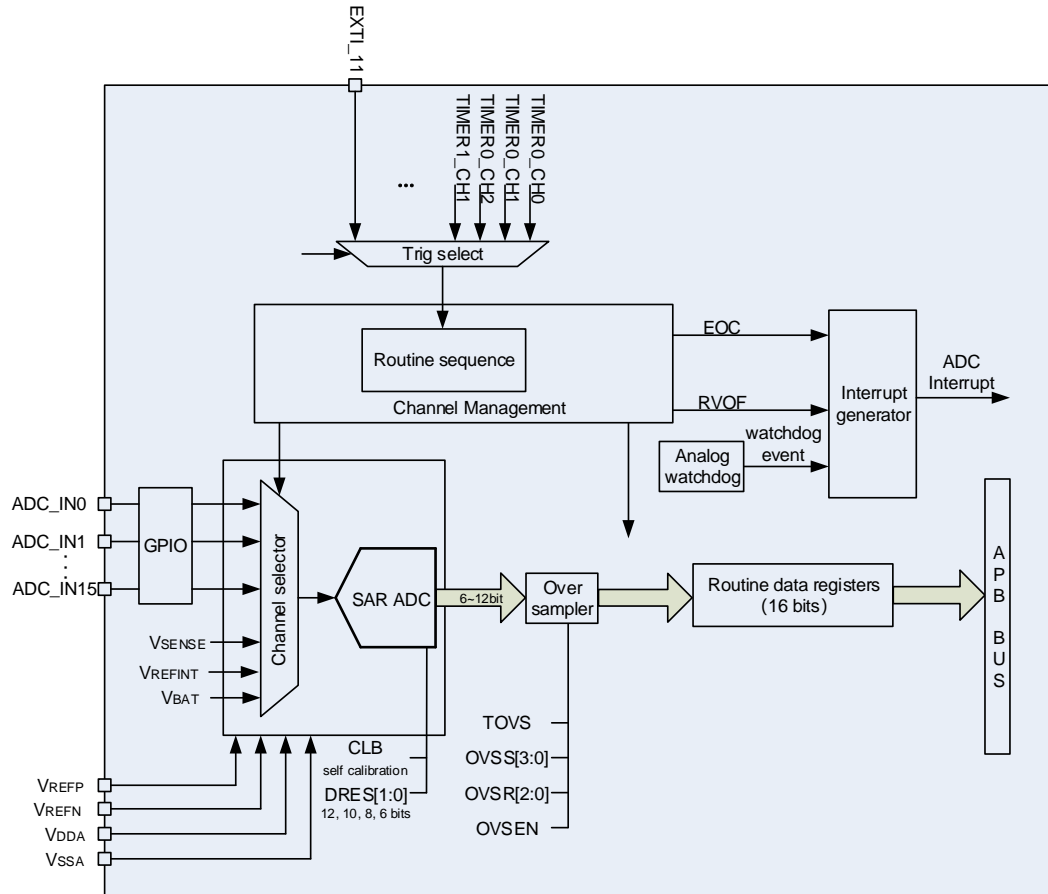 EXTI_11
TIMER1_CH1
TIMER0_CH2
TIMER0_CH1
TIMER0_CH0
...
Trig select
Routine sequence
Channel Management
EOC
RVOF
Analog
watchdog
watchdog
event
Interrupt
generator
ADC
Interrupt
ADC_IN0
ADC_IN1
ADC_IN15
GPIO
Channel selector
SAR ADC
6~12bit
Over
sampler
Routine data registers
(16 bits)
APB BUS
VSENSE
VREFINT
VBAT
CLB
self calibration
DRES[1:0]
12, 10, 8, 6 bits
TOVS
OVSS[3:0]
OVSR[2:0]
OVSEN
VREFP
VREFN
VDDA
VSSA